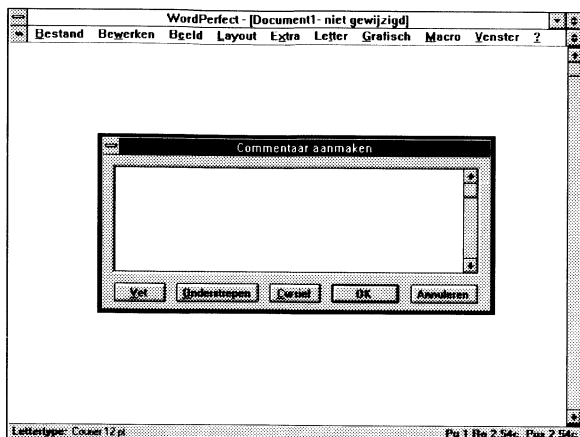 WordPerfect - [Document1- niet gewijzigd]
Bestand Bewerken Beeld Layout Extra Letter Grafisch Macro Venster ?
Commentaar aanmaken
Vet Onderstrepen Cursief OK Annuleren
Lettertype: Courier 12 pt Pg 1 Rg 2.54c Pos 2.54c